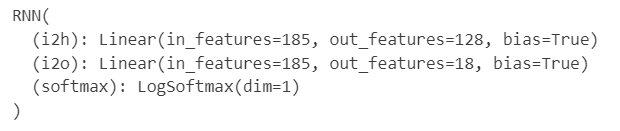 RNN(
  (i2h): Linear(in_features=185, out_features=128, bias=True)
  (i2o): Linear(in_features=185, out_features=18, bias=True)
  (softmax): LogSoftmax(dim=1)
)